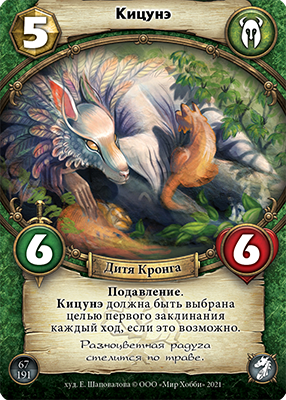 Кицунэ
5
6
6
Дитя Кронга
Подавление.
Кицунэ должна быть выбрана
целью первого заклинания
каждый ход, если это возможно.
Разноцветная радуга
стелится по траве.
67
191
худ. Е. Шаповалова © ООО «Мир Хобби» 2021